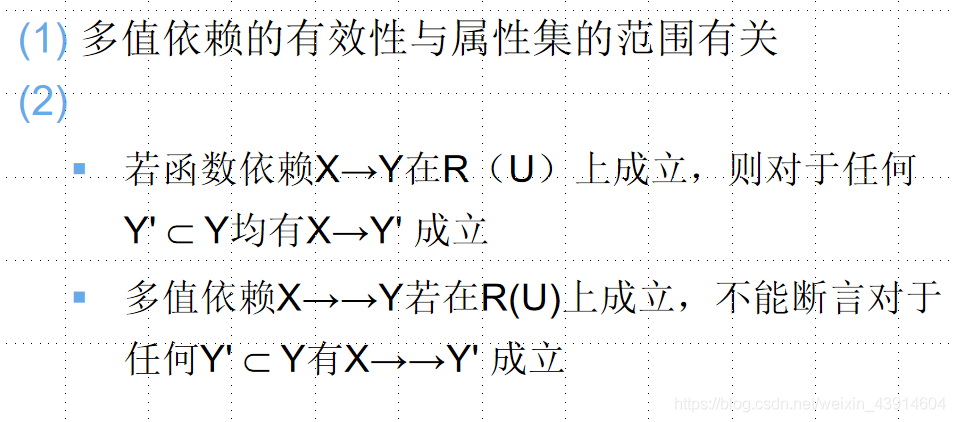 (1) 多值依赖的有效性与属性集的范围有关
(2)
▪ 若函数依赖X→Y在R（U）上成立，则对于任何
Y' ⊂ Y均有X→Y' 成立
▪ 多值依赖X→→Y若在R(U)上成立，不能断言对于
任何Y' ⊂ Y有X→→Y' 成立
https://blog.csdn.net/weixin_43914604